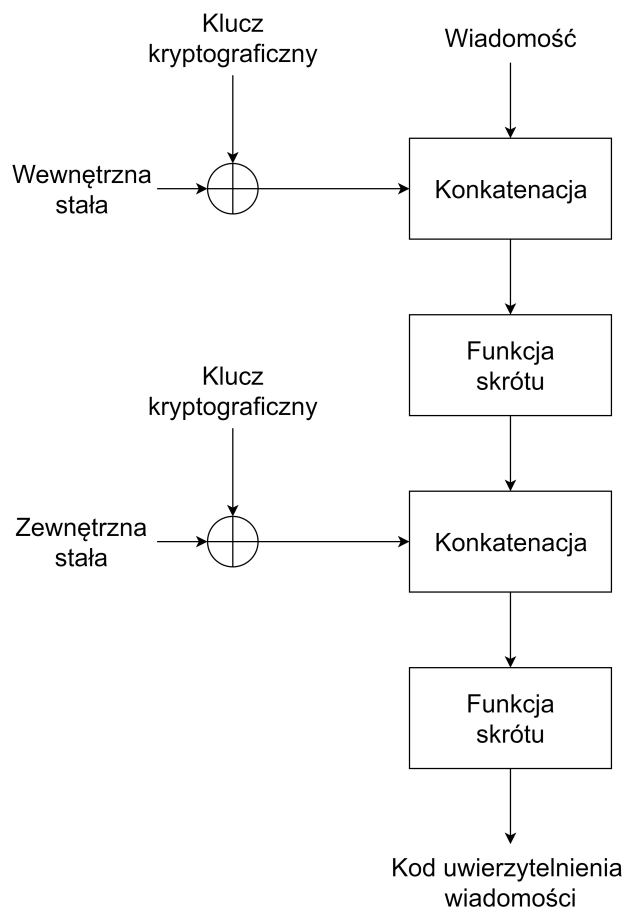 Klucz
kryptograficzny
Wiadomość
Wewnętrzna
stała
Konkatenacja
Funkcja
skrótu
Klucz
kryptograficzny
Zewnętrzna
stała
Konkatenacja
Funkcja
skrótu
Kod uwierzytelnienia
wiadomości